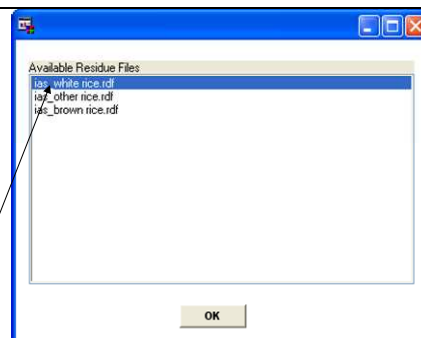 Available Residue Files
ias_white rice.rdf
ias_other rice.rdf
ias_brown rice.rdf
OK